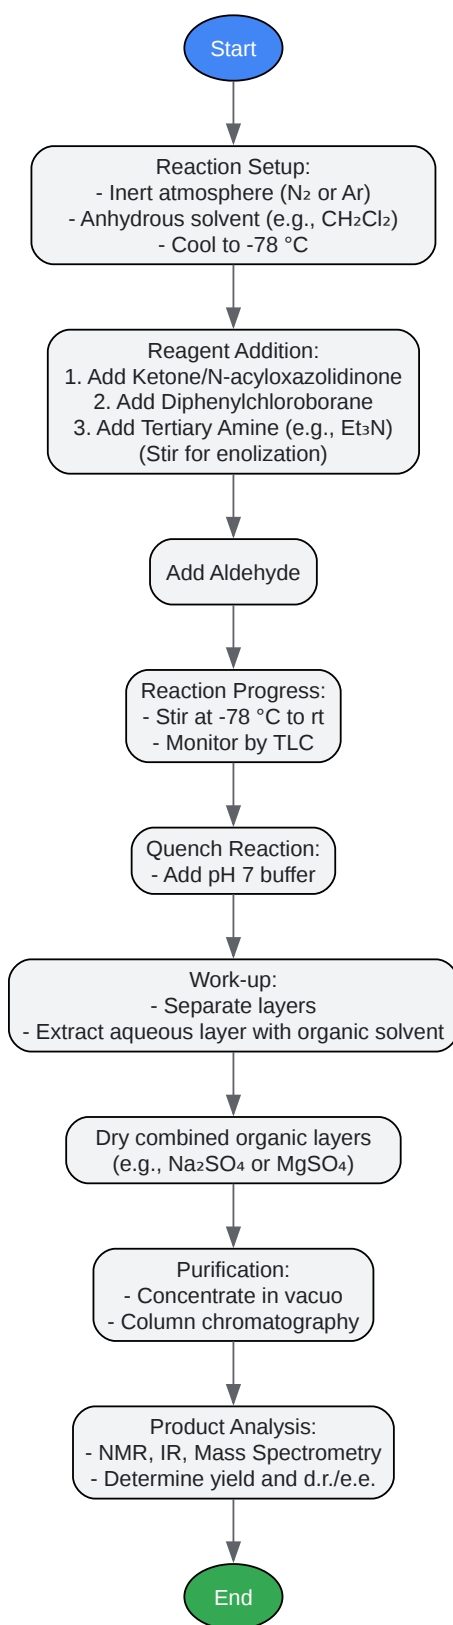 Start
Reaction Setup:
- Inert atmosphere (N₂ or Ar)
- Anhydrous solvent (e.g., CH₂Cl₂)
- Cool to -78 °C
Reagent Addition:
1. Add Ketone/N-acyloxazolidinone
2. Add Diphenylchloroborane
3. Add Tertiary Amine (e.g., Et₃N)
(Stir for enolization)
Add Aldehyde
Reaction Progress:
- Stir at -78 °C to rt
- Monitor by TLC
Quench Reaction:
- Add pH 7 buffer
Work-up:
- Separate layers
- Extract aqueous layer with organic solvent
Dry combined organic layers
(e.g., Na₂SO₄ or MgSO₄)
Purification:
- Concentrate in vacuo
- Column chromatography
Product Analysis:
- NMR, IR, Mass Spectrometry
- Determine yield and d.r./e.e.
End